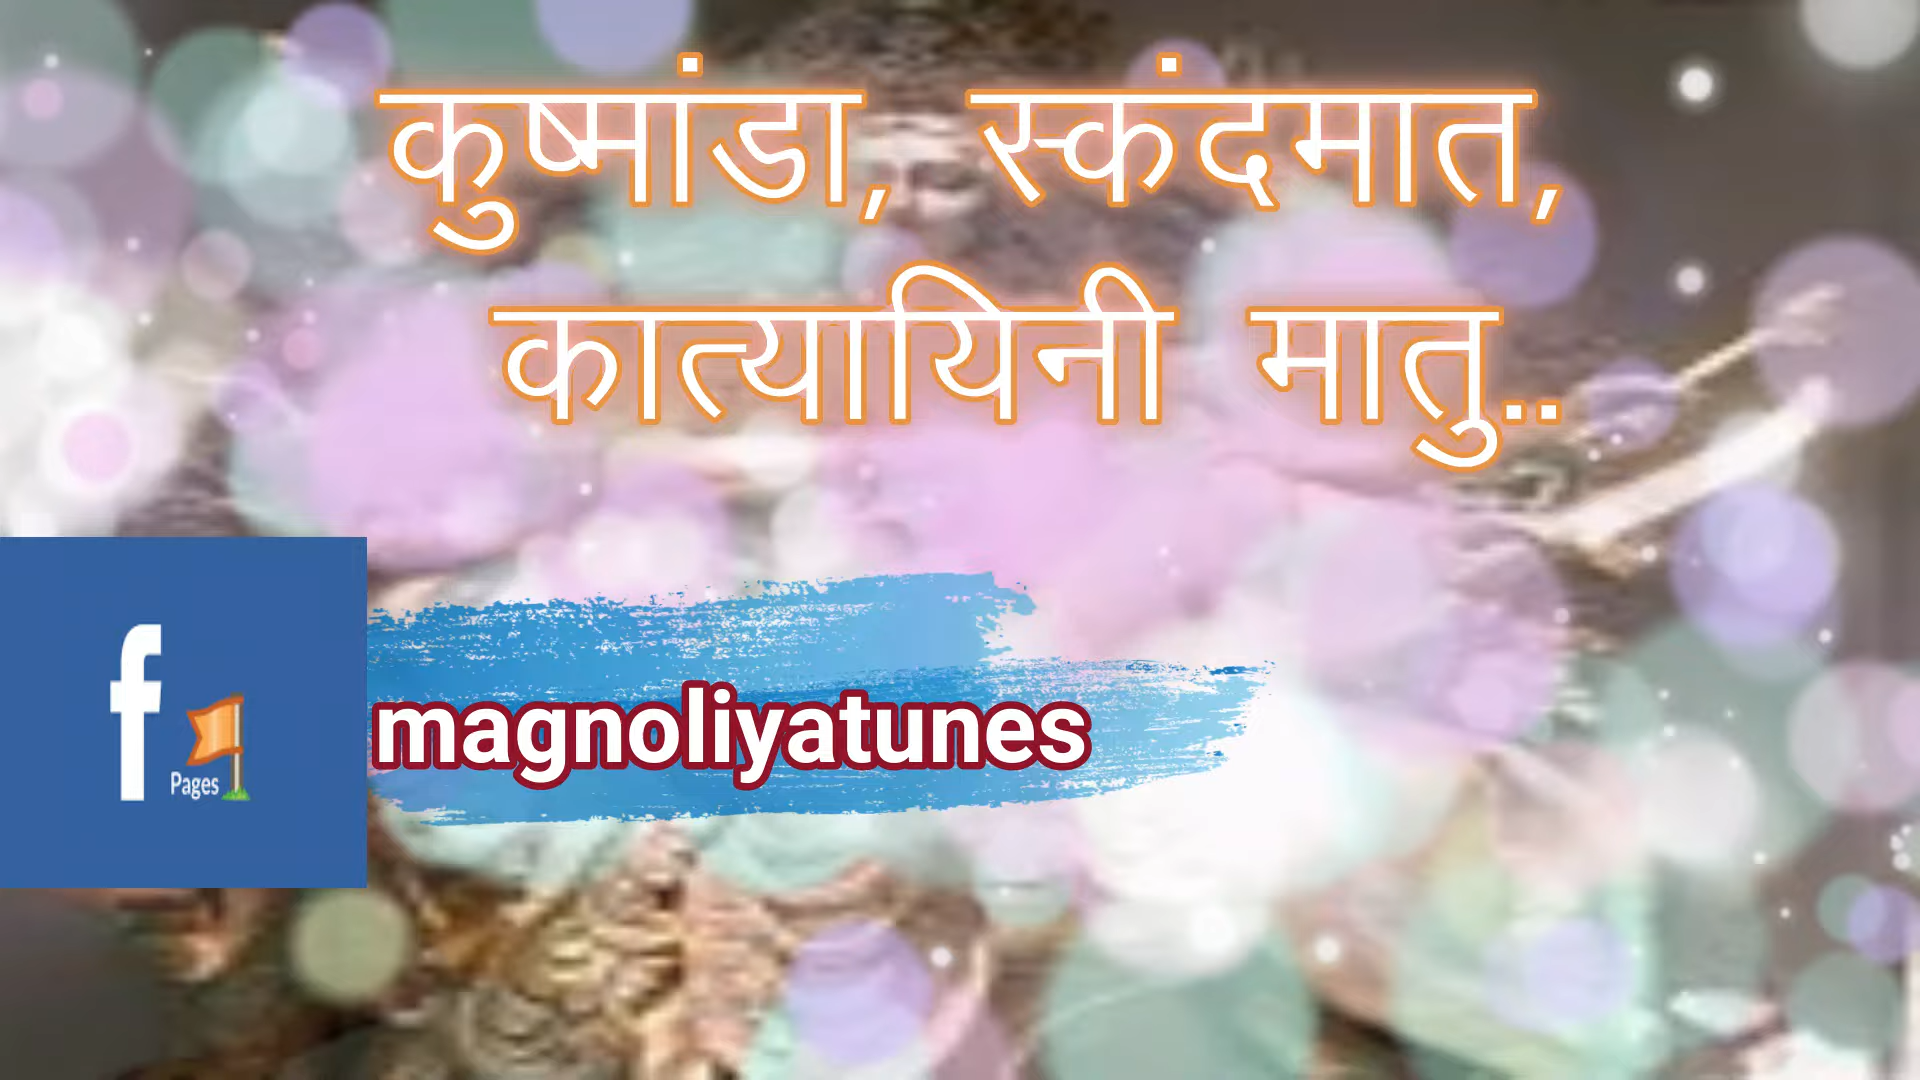 कुष्मांडा, स्कंदमात,
कात्यायिनी मातु..
f
Pages
magnoliyatunes